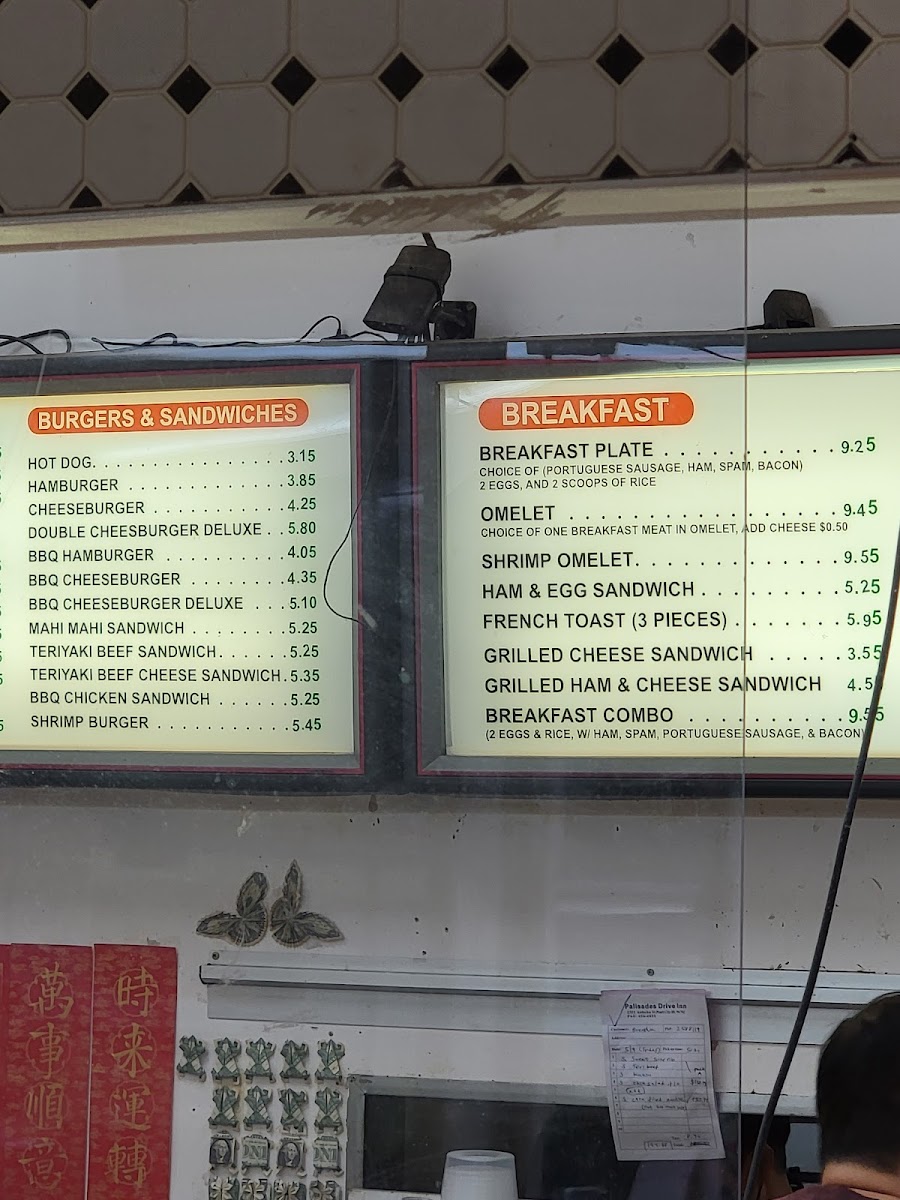 BURGERS & SANDWICHES
HOT DOG. . . . . . . . . . . . . . . . . 3.15
HAMBURGER . . . . . . . . . . . . . . 3.85
CHEESEBURGER . . . . . . . . . . . . 4.25
DOUBLE CHEESBURGER DELUXE . . 5.80
BBQ HAMBURGER . . . . . . . . . . . 4.05
BBQ CHEESEBURGER . . . . . . . . . 4.35
BBQ CHEESEBURGER DELUXE . . . 5.10
MAHI MAHI SANDWICH . . . . . . . . 5.25
TERIYAKI BEEF SANDWICH. . . . . . 5.25
TERIYAKI BEEF CHEESE SANDWICH. 5.35
BBQ CHICKEN SANDWICH . . . . . . 5.25
SHRIMP BURGER . . . . . . . . . . . . 5.45
BREAKFAST
BREAKFAST PLATE . . . . . . . . . . . 9.25
CHOICE OF (PORTUGUESE SAUSAGE, HAM, SPAM, BACON)
2 EGGS, AND 2 SCOOPS OF RICE
OMELET . . . . . . . . . . . . . . . . . 9.45
CHOICE OF ONE BREAKFAST MEAT IN OMELET, ADD CHEESE $0.50
SHRIMP OMELET. . . . . . . . . . . . . 9.55
HAM & EGG SANDWICH . . . . . . . . . 5.25
FRENCH TOAST (3 PIECES) . . . . . . . 5.95
GRILLED CHEESE SANDWICH . . . . . 3.55
GRILLED HAM & CHEESE SANDWICH 4.5
BREAKFAST COMBO . . . . . . . . . . 9.55
(2 EGGS & RICE, W/ HAM, SPAM, PORTUGUESE SAUSAGE, & BACON)
萬事順意
時来運轉
Palisades Drive Inn